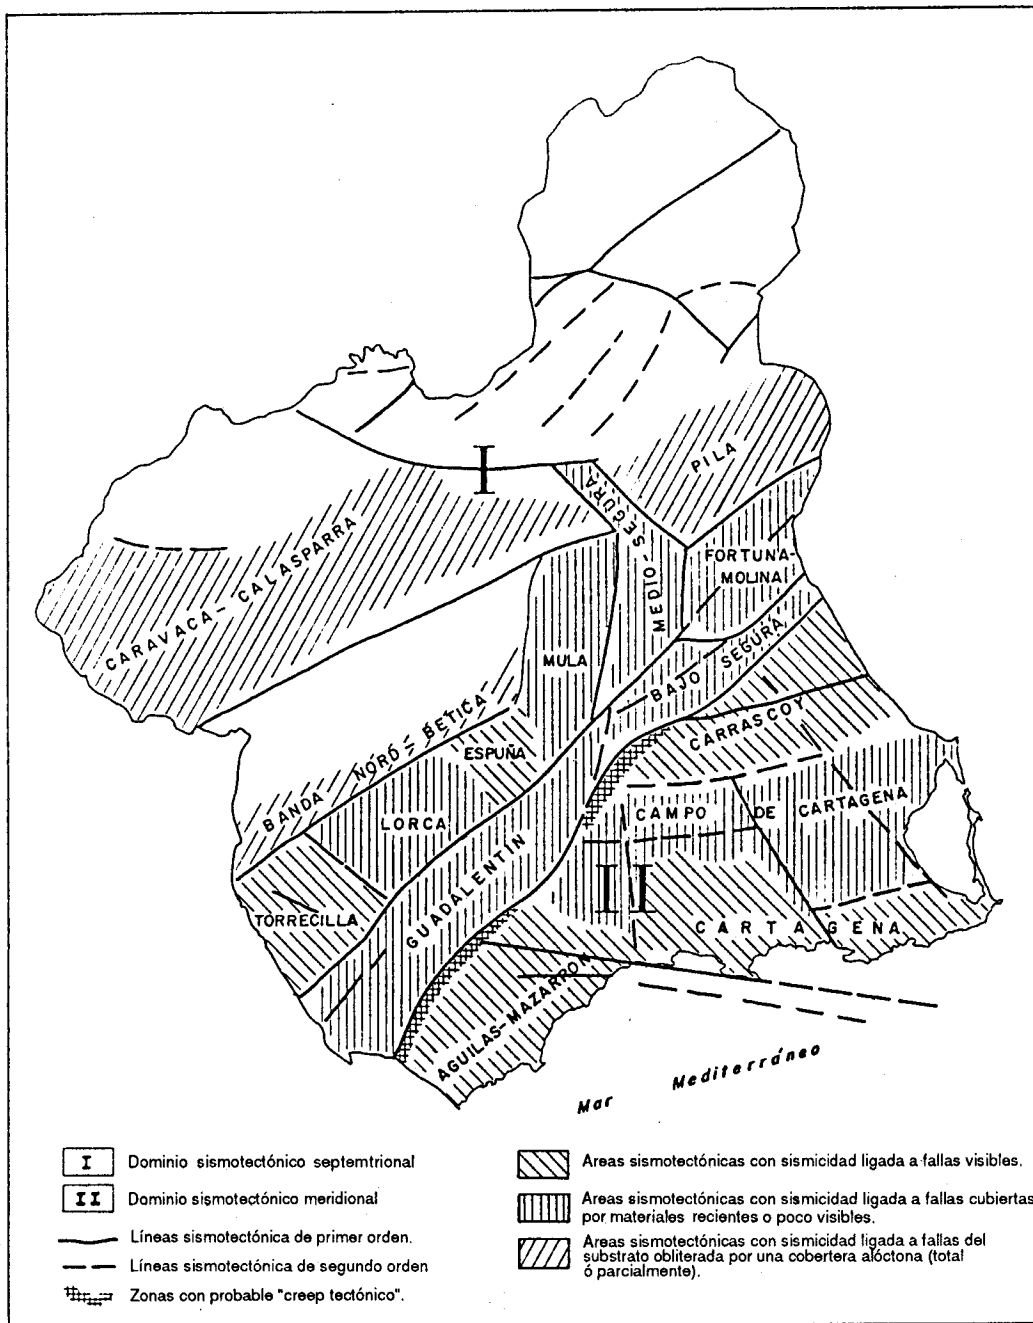 I
PILA
MEDIO - SEGURA
CARAVACA - CALASPARRA
FORTUNA-
MOLINA
MULA
BAJO SEGURA
BANDA NORD - BETICA
ESPUÑA
CARRASCOY
LORCA
CAMPO DE CARTAGENA
GUADALENTÍN
II
TORRECILLA
CARTAGENA
AGUILAS-MAZARRON
Mar Mediterráneo
I Dominio sismotectónico septemtrional
II Dominio sismotectónico meridional
Líneas sismotectónica de primer orden.
Líneas sismotectónica de segundo orden
Zonas con probable "creep tectónico".
Areas sismotectónicas con sismicidad ligada a fallas visibles.
Areas sismotectónicas con sismicidad ligada a fallas cubiertas
por materiales recientes o poco visibles.
Areas sismotectónicas con sismicidad ligada a fallas del
substrato obliterada por una cobertera alóctona (total
ó parcialmente).